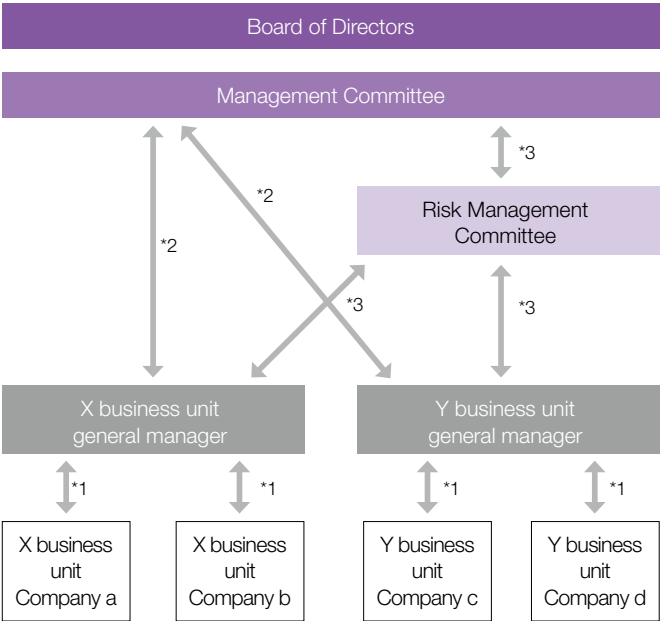 Board of Directors
Management Committee
*3
*2
Risk Management
Committee
*2
*3
*3
X business unit
general manager
Y business unit
general manager
*1
*1
*1
*1
X business
unit
Company a
X business
unit
Company b
Y business
unit
Company c
Y business
unit
Company d